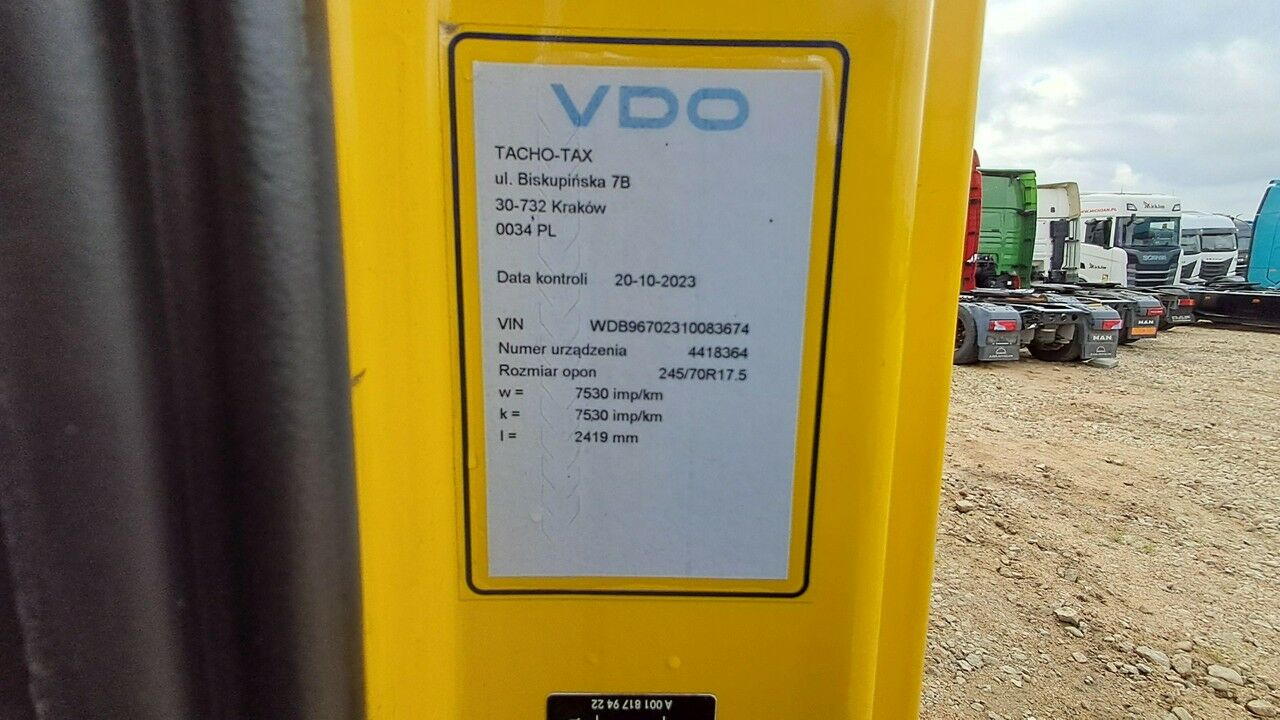 VDO
TACHO-TAX
ul. Biskupińska 7B
30-732 Kraków
0034 PL
Data kontroli 20-10-2023
VIN WDB96702310083674
Numer urządzenia 4418364
Rozmiar opon 245/70R17.5
w = 7530 imp/km
k = 7530 imp/km
l = 2419 mm
A 001 817 94 22
SCANIA
MAN